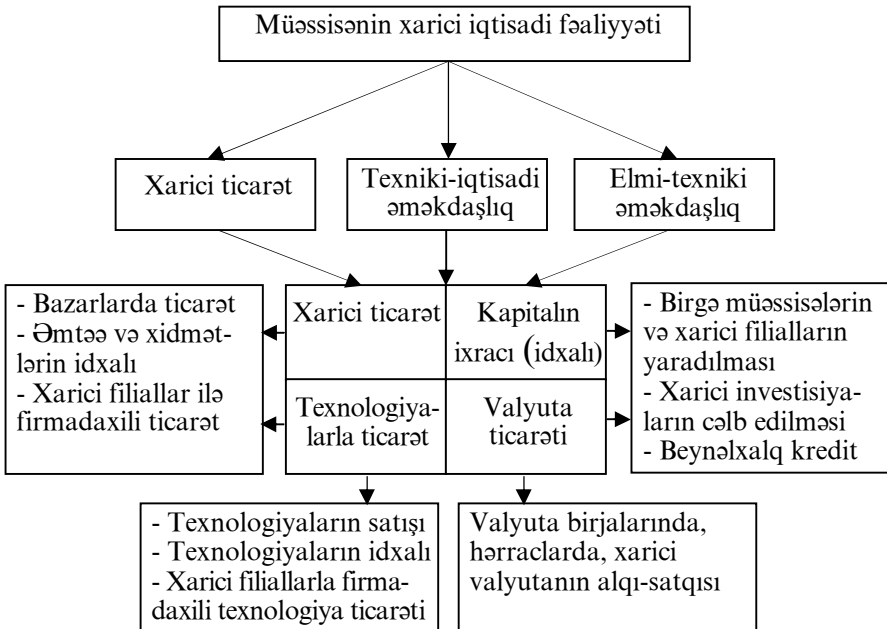 Müəssisənin xarici iqtisadi fəaliyyəti
Xarici ticarət
Texniki-iqtisadi
əməkdaşlıq
Elmi-texniki
əməkdaşlıq
- Bazarlarda ticarət
- Əmtəə və xidmət-
lərin idxalı
- Xarici filiallar ilə
firmadaxili ticarət
Xarici ticarət
Kapitalın
ixracı (idxalı)
Texnologiya-
larla ticarət
Valyuta
ticarəti
- Birgə müəssisələrin
və xarici filialların
yaradılması
- Xarici investisiya-
ların cəlb edilməsi
- Beynəlxalq kredit
- Texnologiyaların satışı
- Texnologiyaların idxalı
- Xarici filiallarla firma-
daxili texnologiya ticarəti
Valyuta birjalarında,
hərraclarda, xarici
valyutanın alqı-satqısı